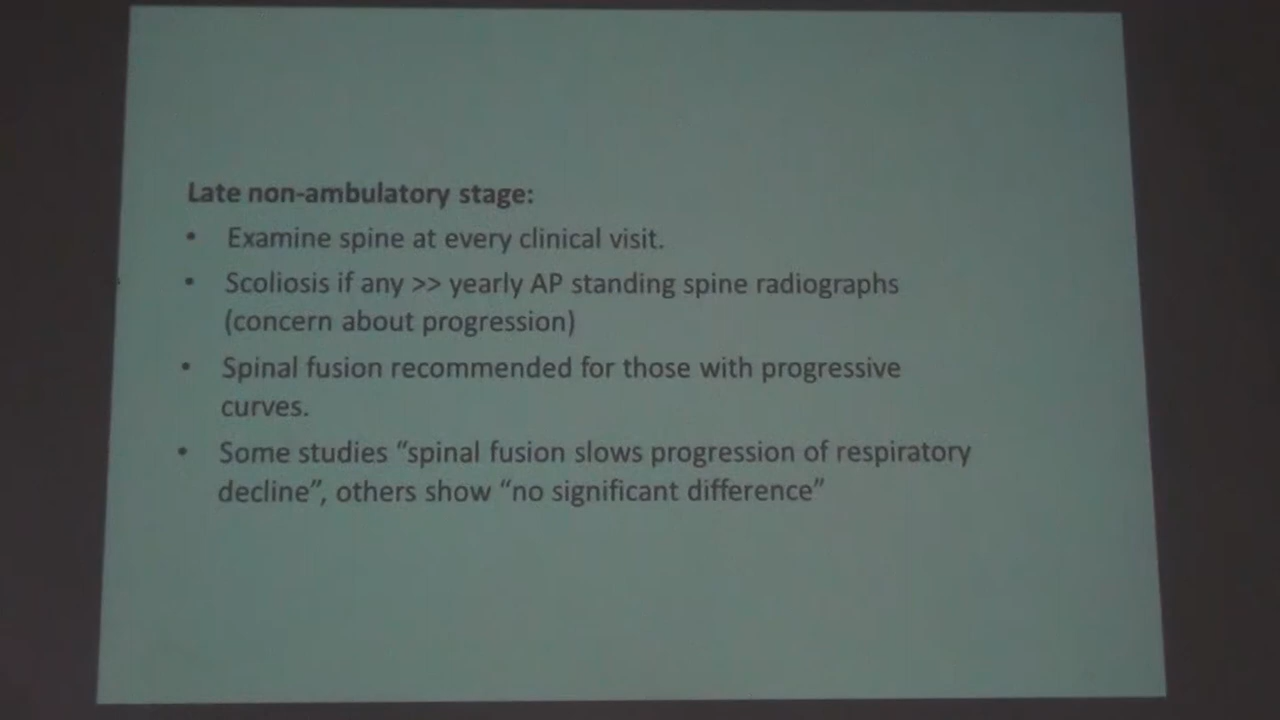 Late non-ambulatory stage:
• Examine spine at every clinical visit.
• Scoliosis if any >> yearly AP standing spine radiographs
(concern about progression)
• Spinal fusion recommended for those with progressive
curves.
• Some studies “spinal fusion slows progression of respiratory
decline”, others show “no significant difference”